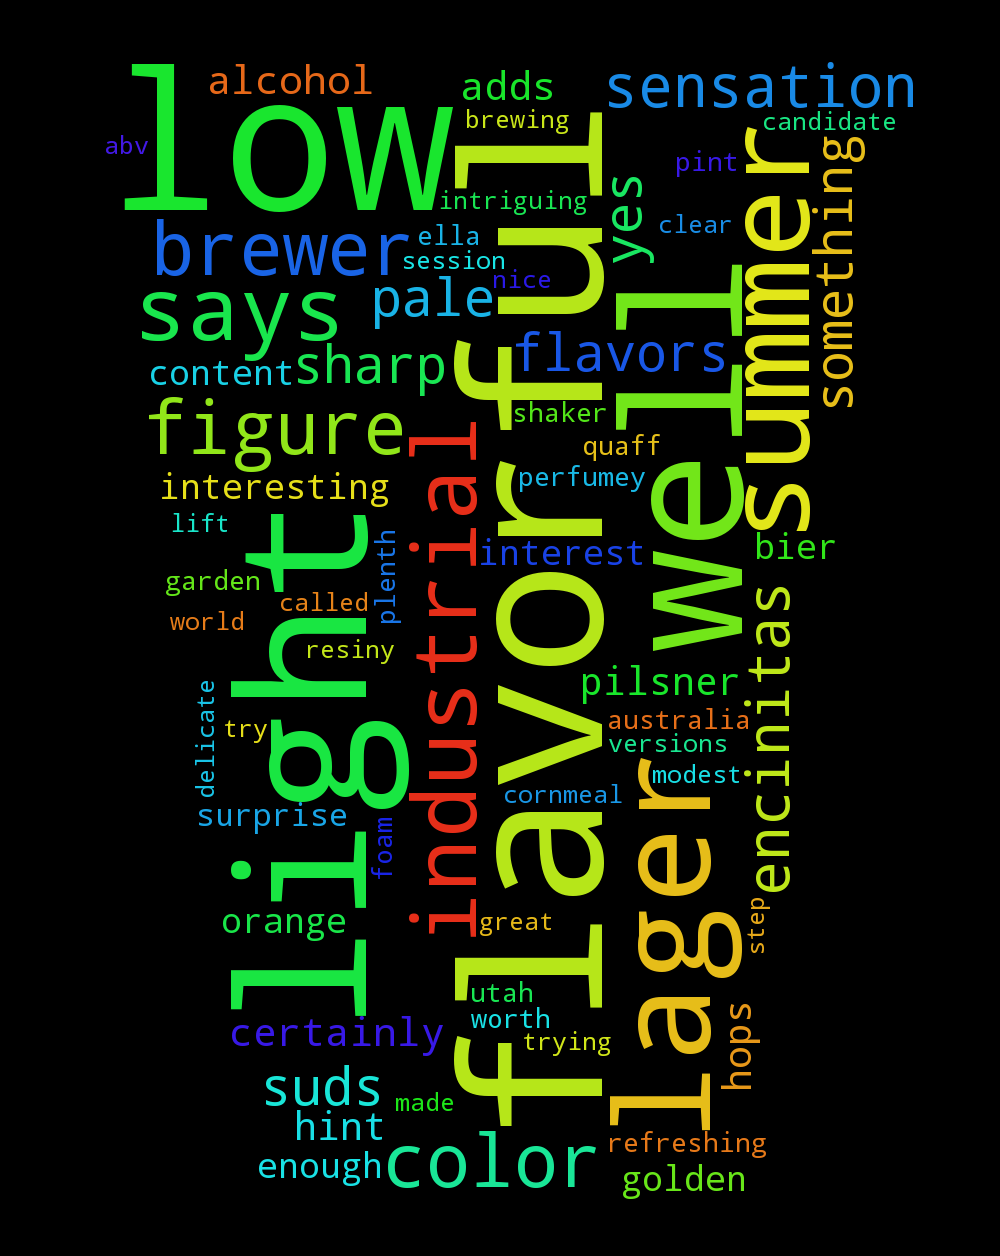 low
alcohol
adds
sensation
brewing
candidate
abv
pint
something
intriguing
yes
clear
summer
brewer
ella
session
nice
says
pale
flavorful
well
content
sharp
flavors
figure
shaker
quaff
interesting
perfumey
lift
light
industrial
plenth
interest
bier
garden
called
world
resiny
encinitas
pilsner
delicate
try
australia
versions
modest
lager
cornmeal
surprise
foam
orange
great
step
utah
worth
certainly
trying
hops
suds
made
hint
refreshing
enough
color
golden